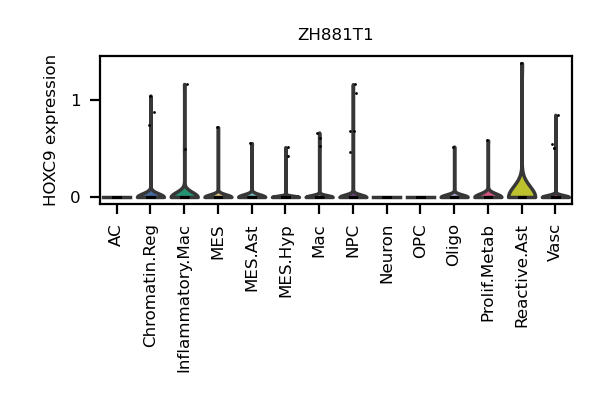 ZH881T1
HOXC9 expression
1
0
AC
Chromatin.Reg
Inflammatory.Mac
MES
MES.Ast
MES.Hyp
Mac
NPC
Neuron
OPC
Oligo
Prolif.Metab
Reactive.Ast
Vasc